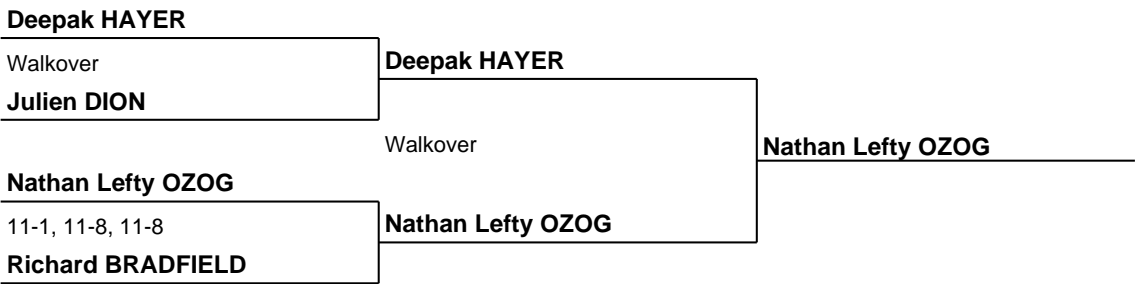 Deepak HAYER
Walkover
Deepak HAYER
Julien DION
Walkover
Nathan Lefty OZOG
Nathan Lefty OZOG
11-1, 11-8, 11-8
Nathan Lefty OZOG
Richard BRADFIELD